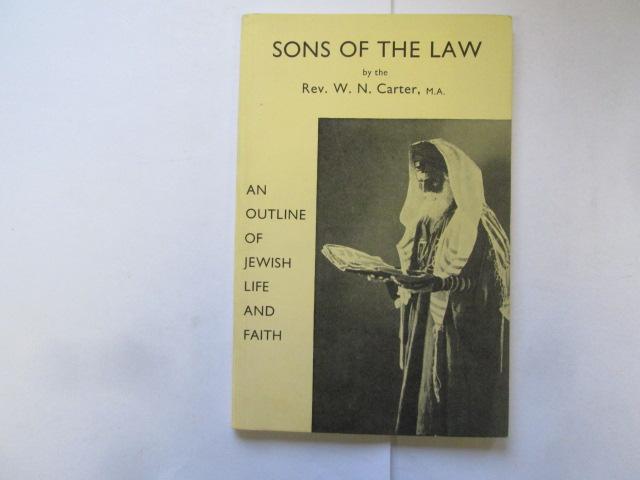 SONS OF THE LAW
by the
Rev. W. N. Carter, M.A.
AN
OUTLINE
OF
JEWISH
LIFE
AND
FAITH